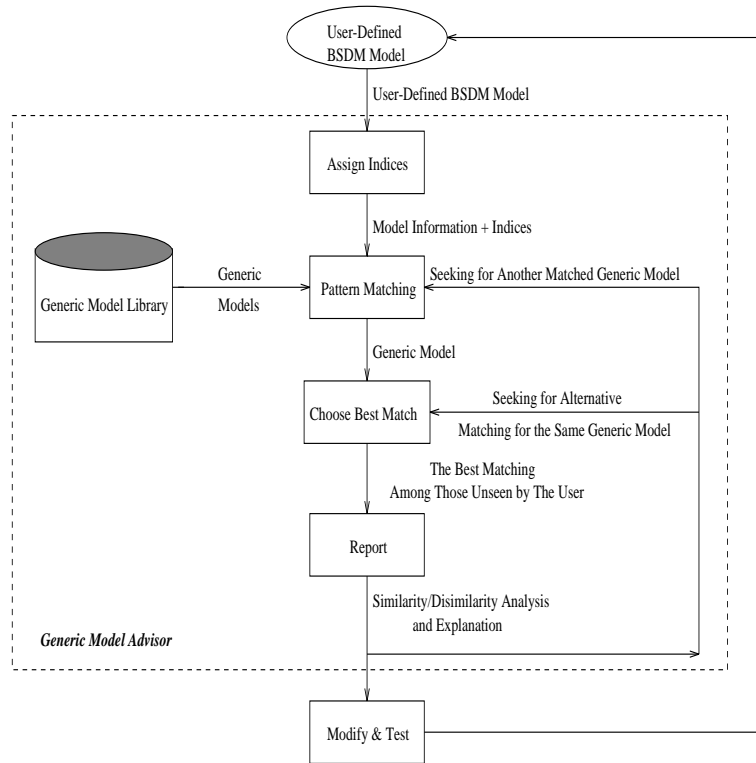 User-Defined
BSDM Model
User-Defined BSDM Model
Assign Indices
Model Information + Indices
Generic Model Library
Generic
Models
Pattern Matching
Seeking for Another Matched Generic Model
Generic Model
Choose Best Match
Seeking for Alternative
Matching for the Same Generic Model
The Best Matching
Among Those Unseen by The User
Report
Similarity/Disimilarity Analysis
and Explanation
Generic Model Advisor
Modify & Test